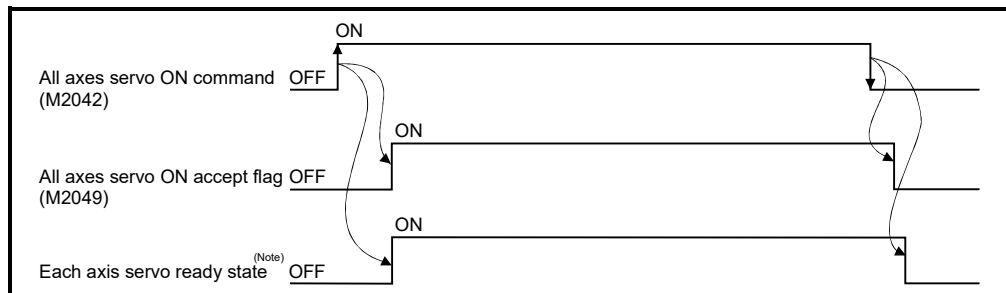 ON
All axes servo ON command OFF
(M2042)
ON
All axes servo ON accept flag OFF
(M2049)
ON
Each axis servo ready state (Note) OFF